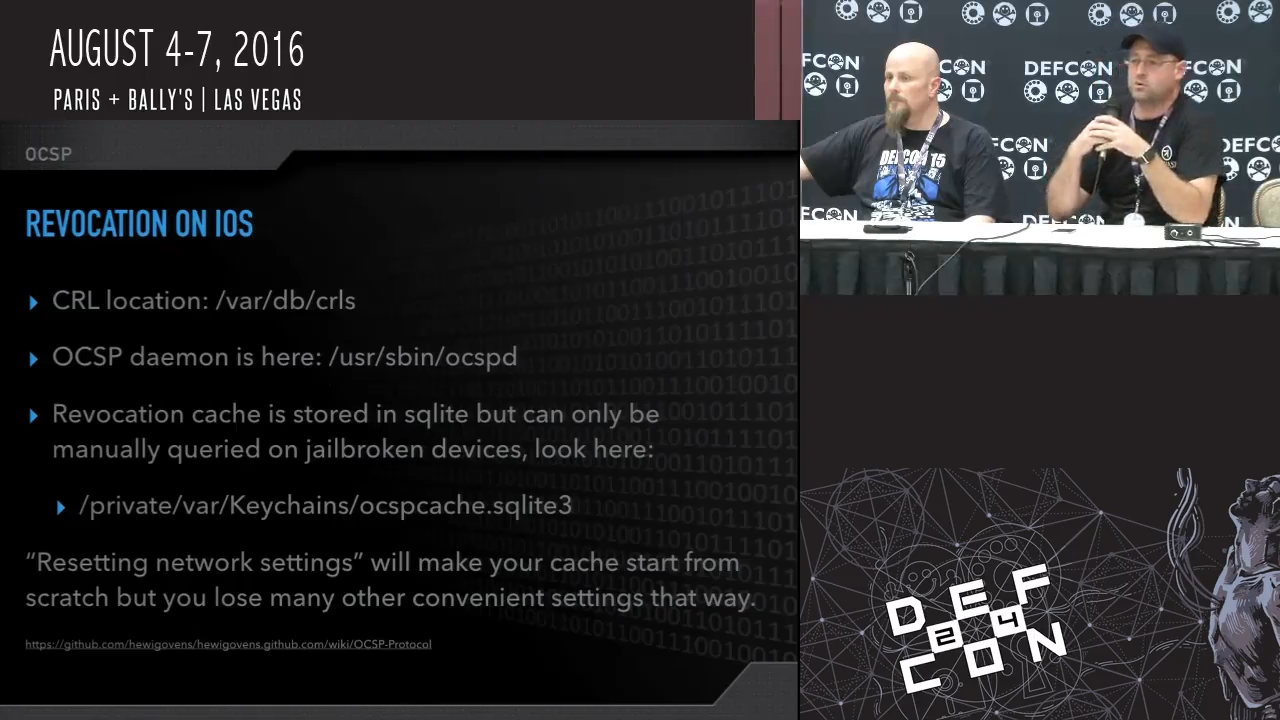 AUGUST 4-7, 2016
PARIS + BALLY'S | LAS VEGAS
OCSP
REVOCATION ON IOS
CRL location: /var/db/crls
OCSP daemon is here: /usr/sbin/ocspd
Revocation cache is stored in sqlite but can only be
manually queried on jailbroken devices, look here:
/private/var/Keychains/ocspcache.sqlite3
“Resetting network settings” will make your cache start from
scratch but you lose many other convenient settings that way.
https://github.com/hewigovens/hewigovens.github.com/wiki/OCSP-Protocol
DEFCON
DEFCON 15
DEF
24
CON